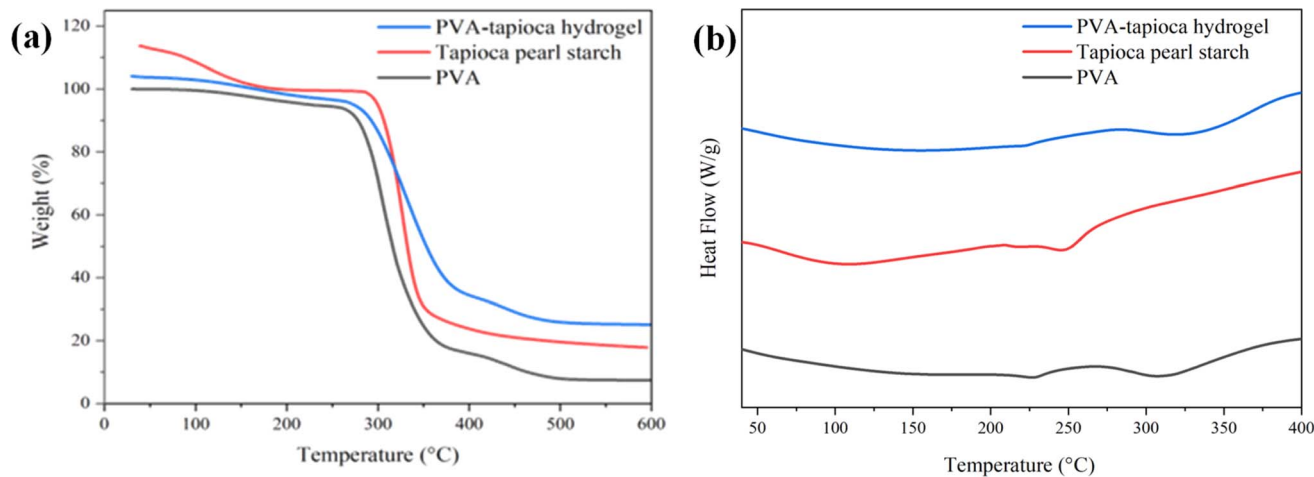 (a)
PVA-tapioca hydrogel
Tapioca pearl starch
PVA
120
100
80
60
40
20
0
Weight (%)
0 100 200 300 400 500 600
Temperature (°C)
(b)
PVA-tapioca hydrogel
Tapioca pearl starch
PVA
Heat Flow (W/g)
50 100 150 200 250 300 350 400
Temperature (°C)